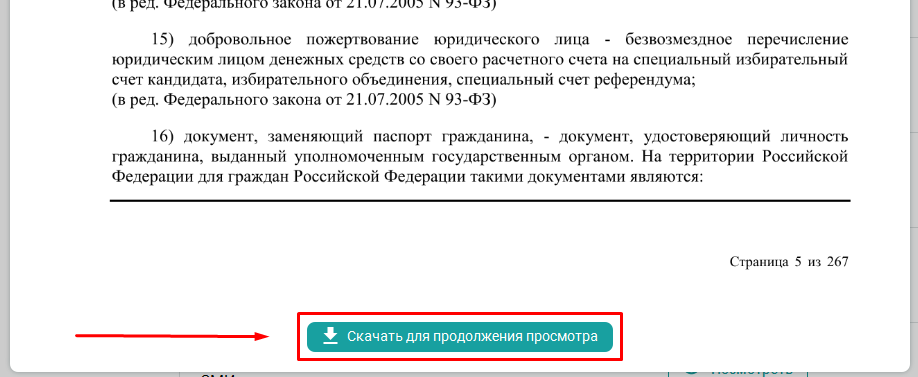 (в ред. Федерального закона от 21.07.2005 N 93-ФЗ)
15) добровольное пожертвование юридического лица - безвозмездное перечисление
юридическим лицом денежных средств со своего расчетного счета на специальный избирательный
счет кандидата, избирательного объединения, специальный счет референдума;
(в ред. Федерального закона от 21.07.2005 N 93-ФЗ)
16) документ, заменяющий паспорт гражданина, - документ, удостоверяющий личность
гражданина, выданный уполномоченным государственным органом. На территории Российской
Федерации для граждан Российской Федерации такими документами являются:
Страница 5 из 267
Скачать для продолжения просмотра